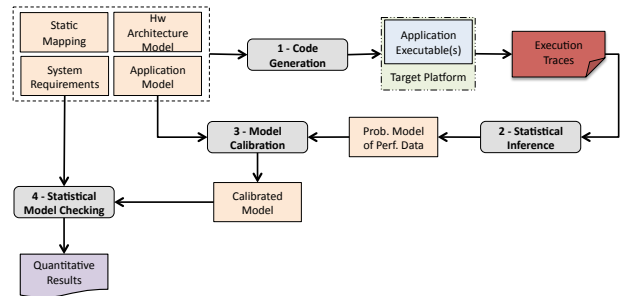 Static
Mapping
Hw
Architecture
Model
System
Requirements
Application
Model
1 - Code
Generation
Application
Executable(s)
Target Platform
Execution
Traces
3 - Model
Calibration
Prob. Model
of Perf. Data
2 - Statistical
Inference
4 - Statistical
Model Checking
Calibrated
Model
Quantitative
Results